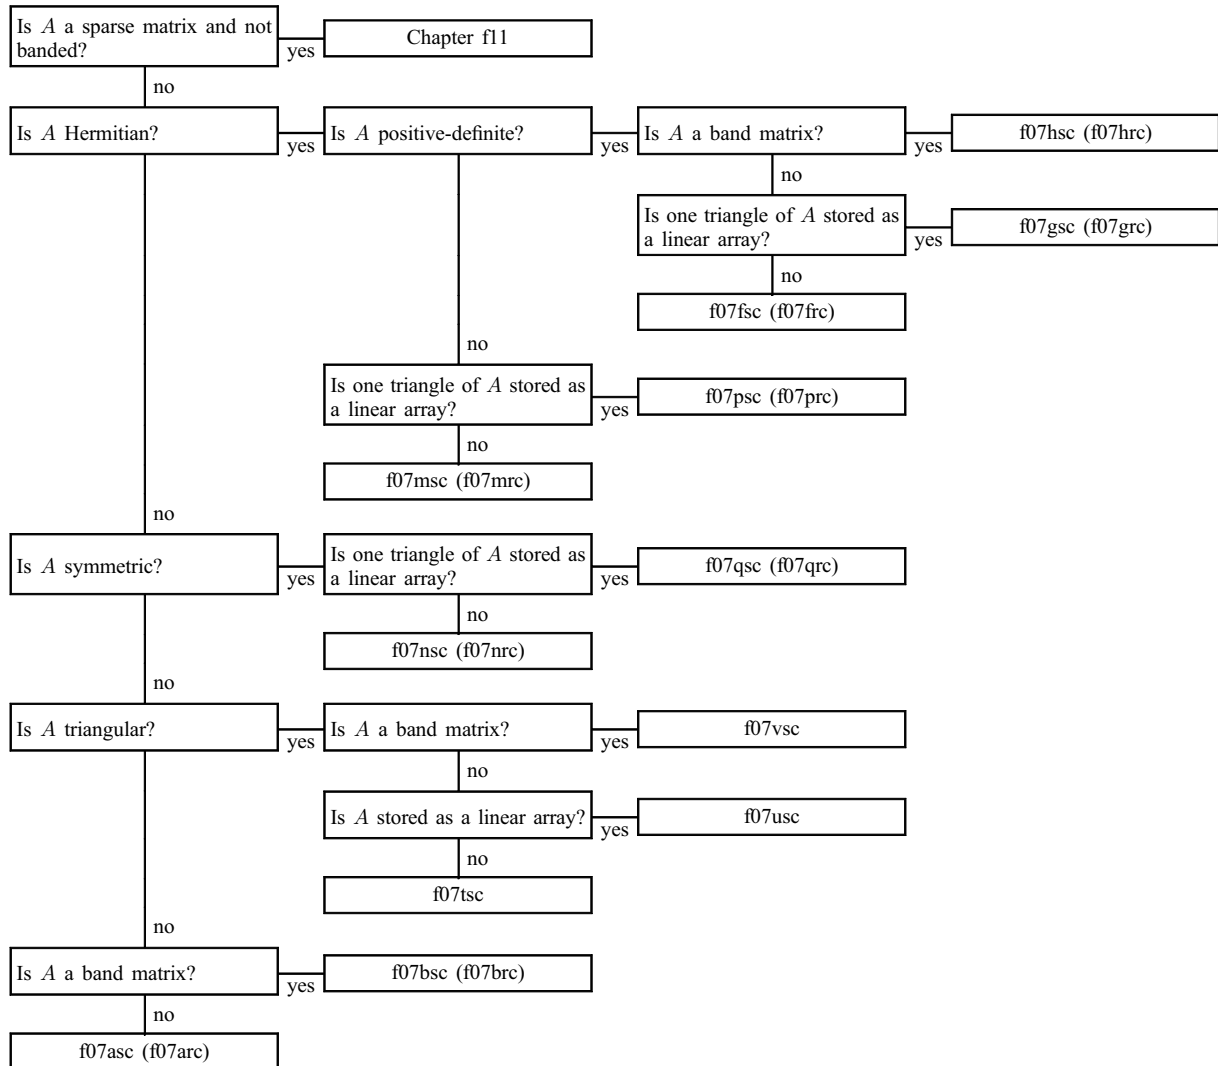 Is A a sparse matrix and not
banded?
yes
Chapter f11
no
Is A Hermitian?
yes
Is A positive-definite?
yes
Is A a band matrix?
yes
f07hsc (f07hrc)
no
Is one triangle of A stored as
a linear array?
yes
f07gsc (f07grc)
no
f07fsc (f07frc)
no
Is one triangle of A stored as
a linear array?
yes
f07psc (f07prc)
no
f07msc (f07mrc)
no
Is A symmetric?
yes
Is one triangle of A stored as
a linear array?
yes
f07qsc (f07qrc)
no
f07nsc (f07nrc)
no
Is A triangular?
yes
Is A a band matrix?
yes
f07vsc
no
Is A stored as a linear array?
yes
f07usc
no
f07tsc
no
Is A a band matrix?
yes
f07bsc (f07brc)
no
f07asc (f07arc)